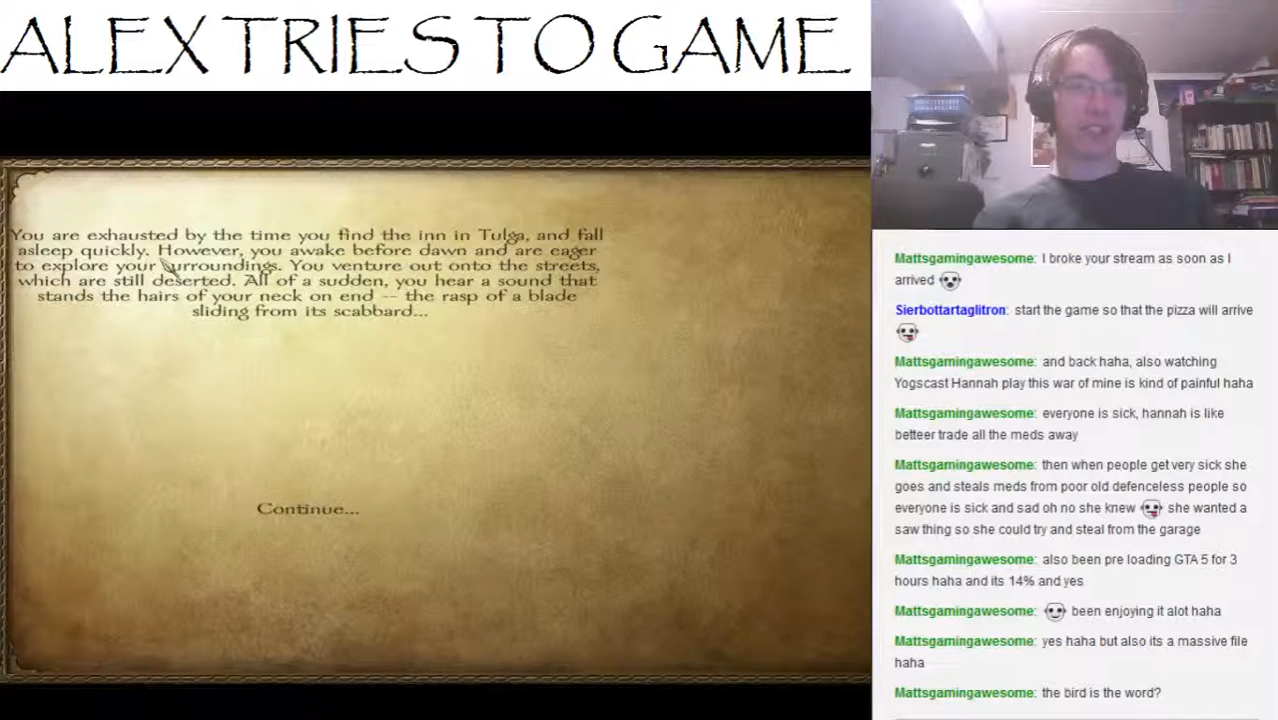 ALEX TRIES TO GAME
You are exhausted by the time you find the inn in Tulga, and fall
asleep quickly. However, you awake before dawn and are eager
to explore your surroundings. You venture out onto the streets,
which are still deserted. All of a sudden, you hear a sound that
stands the hairs of your neck on end -- the rasp of a blade
sliding from its scabbard...
Continue...
Mattsgamingawesome: I broke your stream as soon as I
arrived
Sierbottartaglitron: start the game so that the pizza will arrive
Mattsgamingawesome: and back haha, also watching
Yogscast Hannah play this war of mine is kind of painful haha
Mattsgamingawesome: everyone is sick, hannah is like
betteer trade all the meds away
Mattsgamingawesome: then when people get very sick she
goes and steals meds from poor old defenceless people so
everyone is sick and sad oh no she knew she wanted a
saw thing so she could try and steal from the garage
Mattsgamingawesome: also been pre loading GTA 5 for 3
hours haha and its 14% and yes
Mattsgamingawesome: been enjoying it alot haha
Mattsgamingawesome: yes haha but also its a massive file
haha
Mattsgamingawesome: the bird is the word?